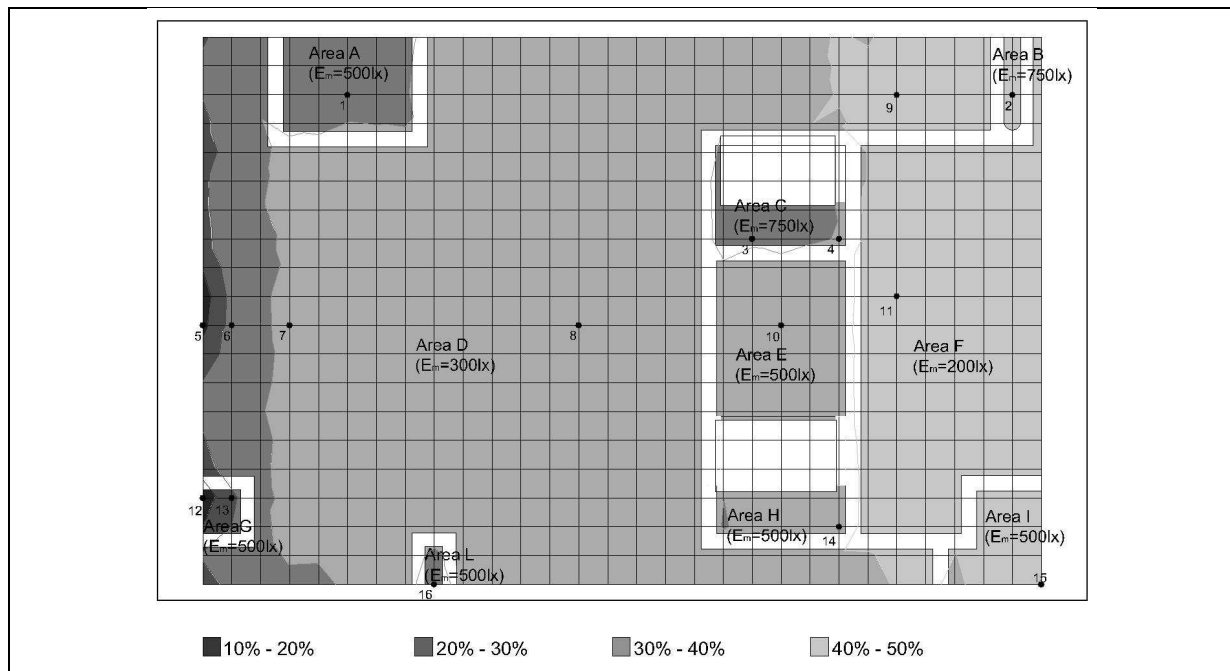 Area A
(Em=500lx)
Area B
(Em=750lx)
1
9
2
Area C
(Em=750lx)
3
4
11
5
6
7
8
10
Area D
(Em=300lx)
Area E
(Em=500lx)
Area F
(Em=200lx)
12
13
AreaG
(Em=500lx)
Area H
(Em=500lx)
14
Area I
(Em=500lx)
Area L
(Em=500lx)
16
15
10% - 20%
20% - 30%
30% - 40%
40% - 50%